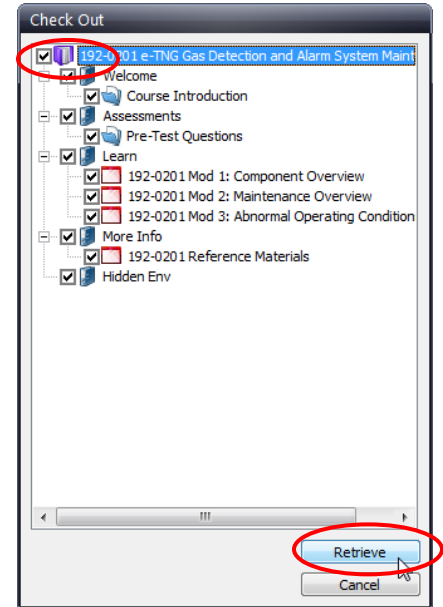 Check Out
192-0201 e-TNG Gas Detection and Alarm System Maint
Welcome
Course Introduction
Assessments
Pre-Test Questions
Learn
192-0201 Mod 1: Component Overview
192-0201 Mod 2: Maintenance Overview
192-0201 Mod 3: Abnormal Operating Condition
More Info
192-0201 Reference Materials
Hidden Env
Retrieve
Cancel